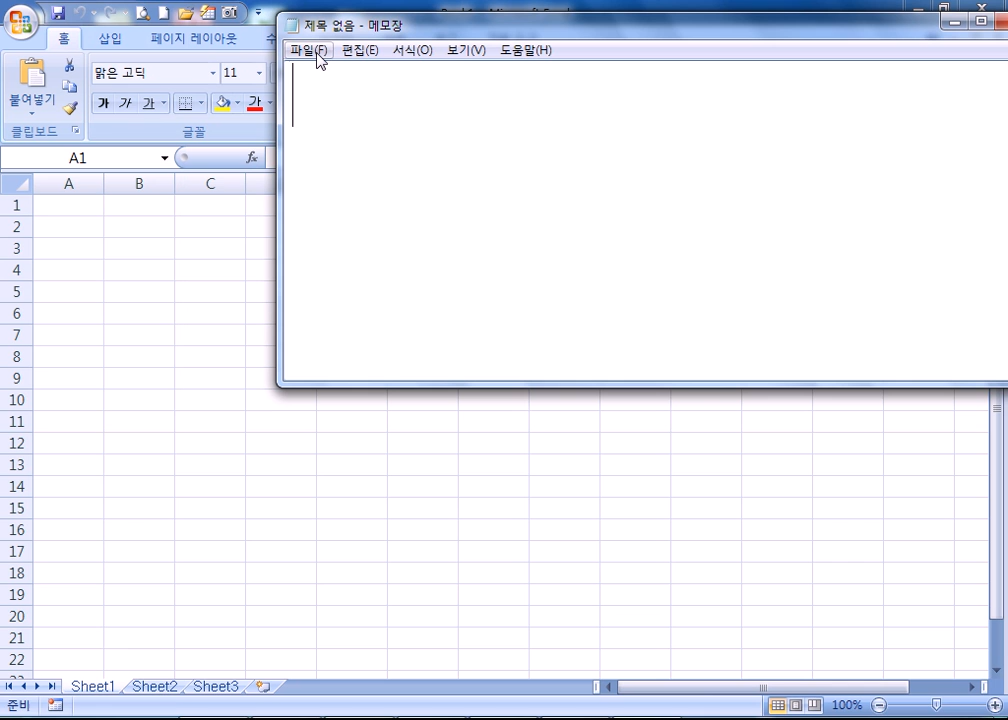 제목 없음 - 메모장
파일(F) 편집(E) 서식(O) 보기(V) 도움말(H)
홈 삽입 페이지 레이아웃
붙여넣기
맑은 고딕 11
가 가 가 가
클립보드 글꼴
A1 fx
A B C
1
2
3
4
5
6
7
8
9
10
11
12
13
14
15
16
17
18
19
20
21
22
Sheet1 Sheet2 Sheet3
준비 100%